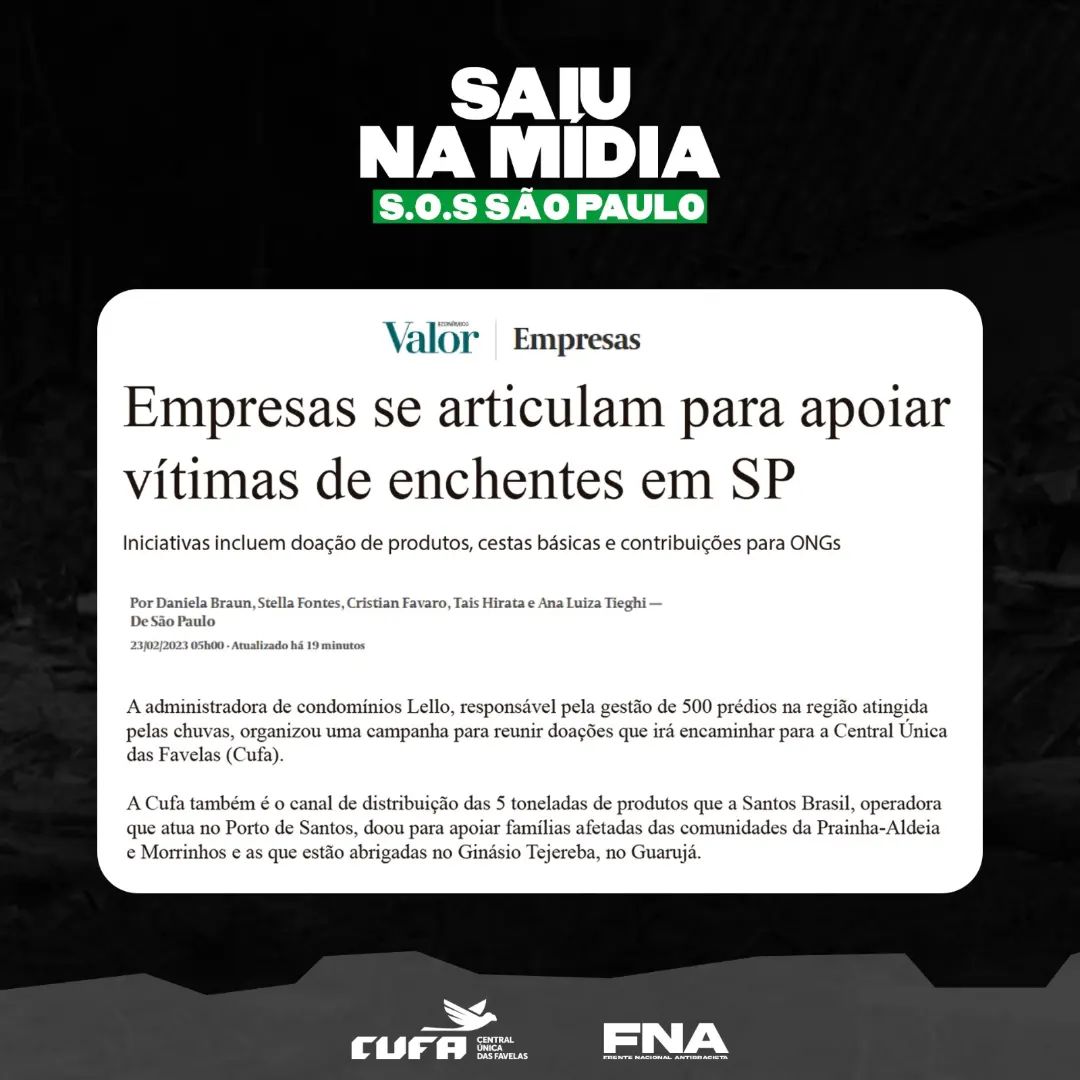 SAIU
NA MÍDIA
S.O.S SÃO PAULO
Valor ECONÔMICO | Empresas
Empresas se articulam para apoiar
vítimas de enchentes em SP
Iniciativas incluem doação de produtos, cestas básicas e contribuições para ONGs
Por Daniela Braun, Stella Fontes, Cristian Favaro, Tais Hirata e Ana Luiza Tieghi —
De São Paulo
23/02/2023 05h00 · Atualizado há 19 minutos
A administradora de condomínios Lello, responsável pela gestão de 500 prédios na região atingida
pelas chuvas, organizou uma campanha para reunir doações que irá encaminhar para a Central Única
das Favelas (Cufa).
A Cufa também é o canal de distribuição das 5 toneladas de produtos que a Santos Brasil, operadora
que atua no Porto de Santos, doou para apoiar famílias afetadas das comunidades da Prainha-Aldeia
e Morrinhos e as que estão abrigadas no Ginásio Tejereba, no Guarujá.
CUFA
CENTRAL
ÚNICA
DAS FAVELAS
FNA
FRENTE NACIONAL ANTIRRACISTA